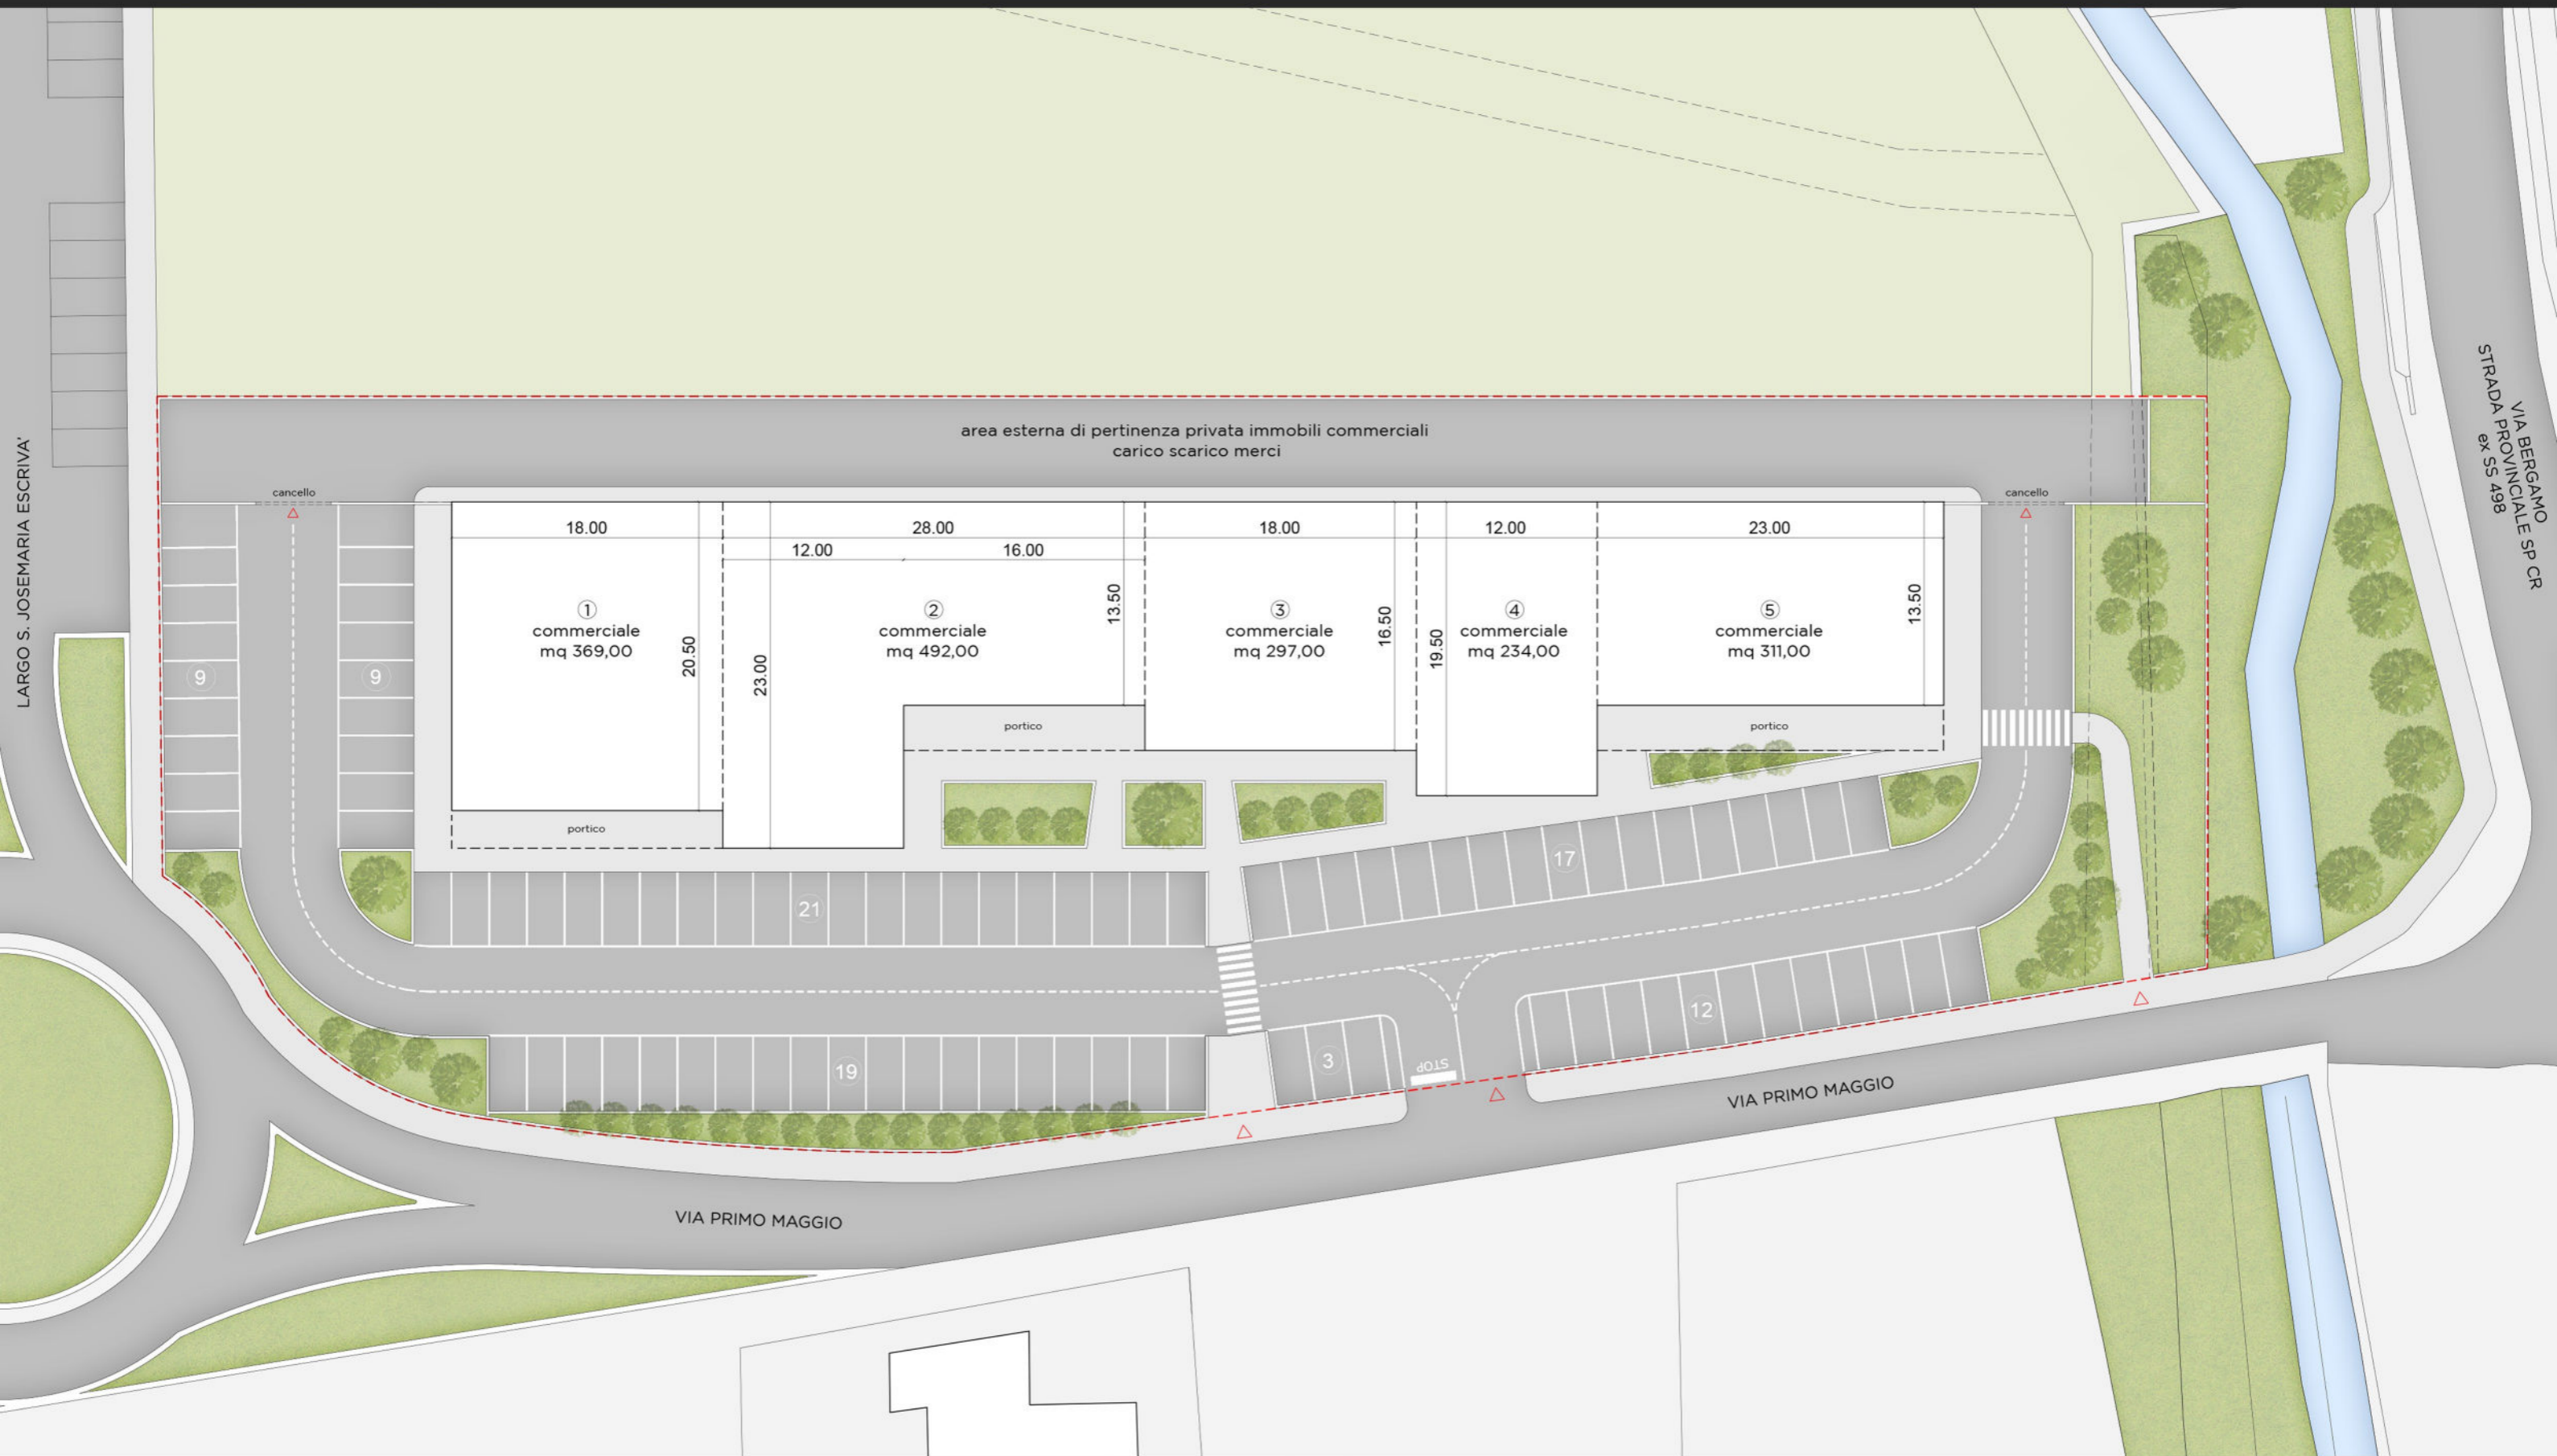 area esterna di pertinenza privata immobili commerciali
carico scarico merci
cancello
cancello
18.00
28.00
18.00
12.00
23.00
12.00
16.00
13.50
13.50
16.50
20.50
23.00
19.50
1
commerciale
mq 369,00
2
commerciale
mq 492,00
3
commerciale
mq 297,00
4
commerciale
mq 234,00
5
commerciale
mq 311,00
9
9
portico
portico
portico
17
21
12
19
3
STOP
VIA PRIMO MAGGIO
VIA PRIMO MAGGIO
LARGO S. JOSEMARIA ESCRIVA'
VIA BERGAMO
STRADA PROVINCIALE SP CR
ex SS 498